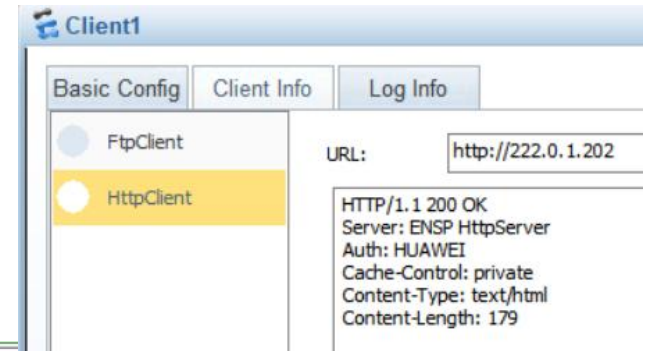 Client1
Basic Config Client Info Log Info
FtpClient
HttpClient
URL: http://222.0.1.202
HTTP/1.1 200 OK
Server: ENSP HttpServer
Auth: HUAWEI
Cache-Control: private
Content-Type: text/html
Content-Length: 179